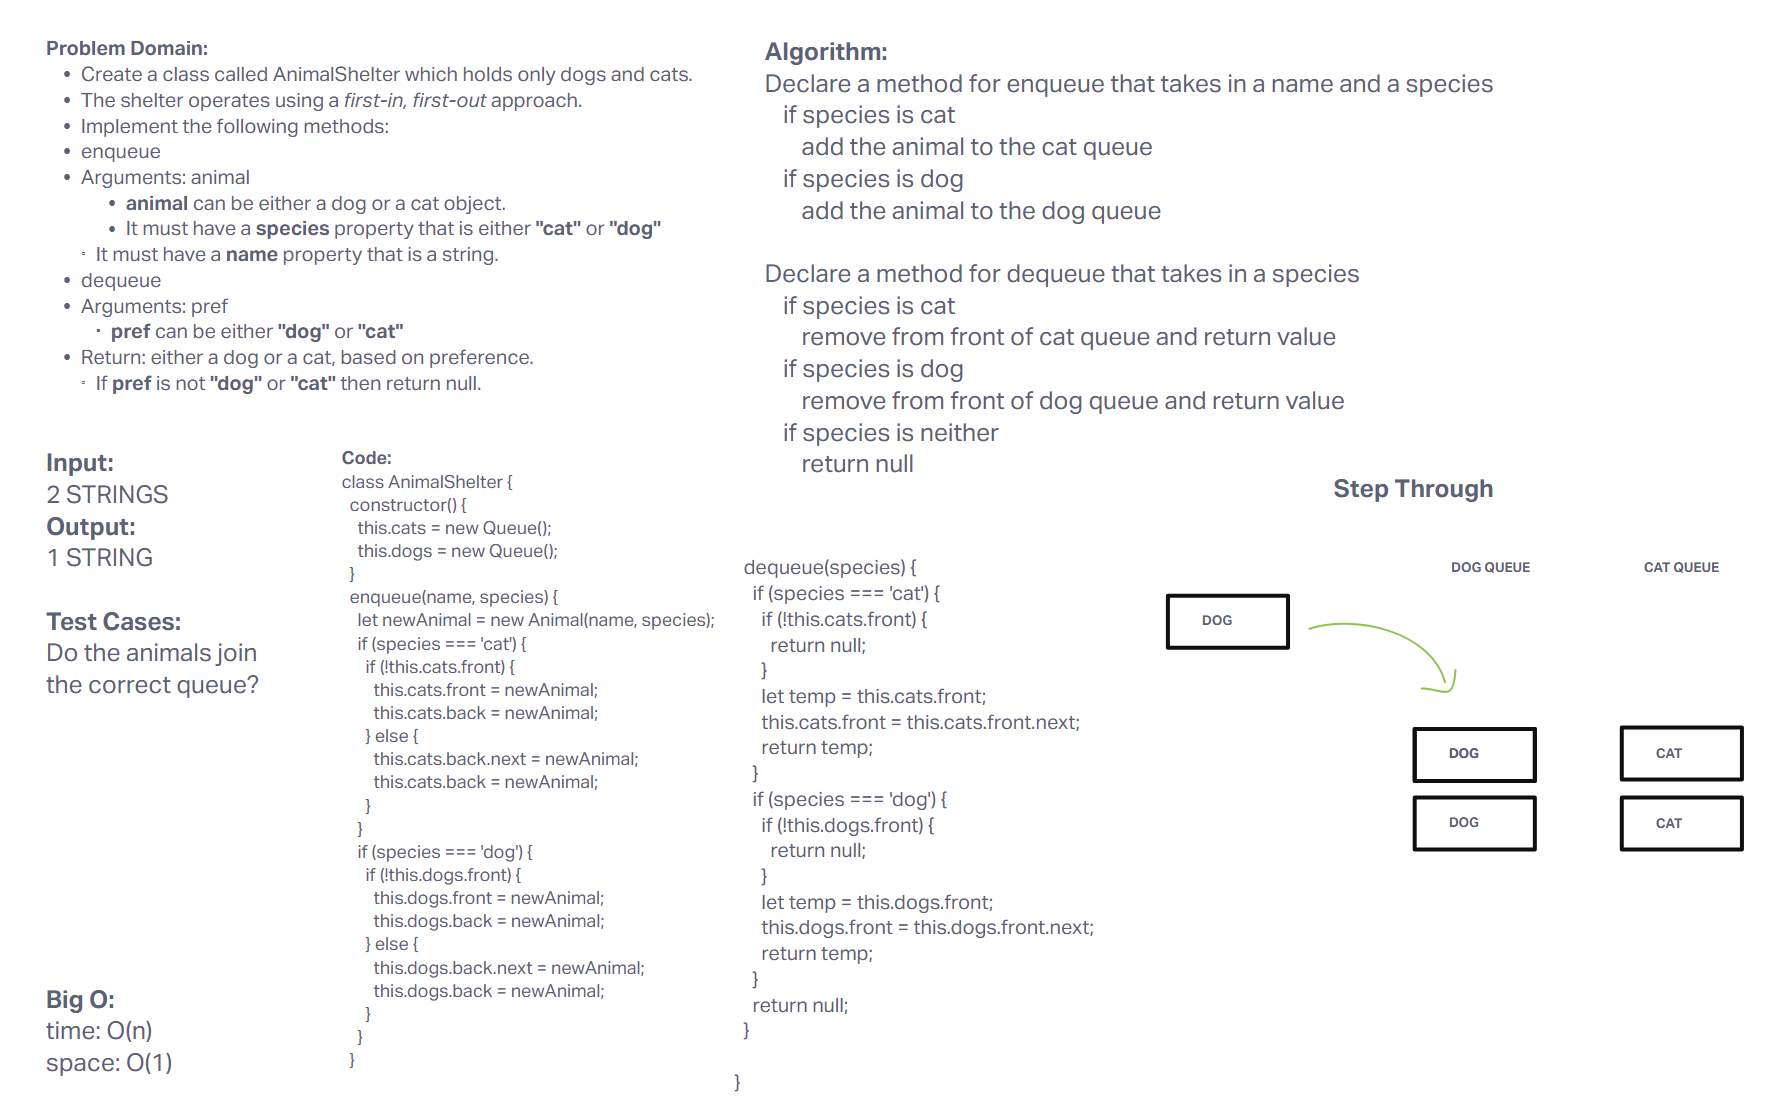 Problem Domain:
• Create a class called AnimalShelter which holds only dogs and cats.
• The shelter operates using a first-in, first-out approach.
• Implement the following methods:
• enqueue
• Arguments: animal
• animal can be either a dog or a cat object.
• It must have a species property that is either "cat" or "dog"
◦ It must have a name property that is a string.
• dequeue
• Arguments: pref
▪ pref can be either "dog" or "cat"
• Return: either a dog or a cat, based on preference.
◦ If pref is not "dog" or "cat" then return null.
Algorithm:
Declare a method for enqueue that takes in a name and a species
if species is cat
add the animal to the cat queue
if species is dog
add the animal to the dog queue
Declare a method for dequeue that takes in a species
if species is cat
remove from front of cat queue and return value
if species is dog
remove from front of dog queue and return value
if species is neither
return null
Input:
2 STRINGS
Output:
1 STRING
Test Cases:
Do the animals join
the correct queue?
Big O:
time: O(n)
space: O(1)
Code:
class AnimalShelter {
constructor() {
this.cats = new Queue();
this.dogs = new Queue();
}
enqueue(name, species) {
let newAnimal = new Animal(name, species);
if (species === 'cat') {
if (!this.cats.front) {
this.cats.front = newAnimal;
this.cats.back = newAnimal;
} else {
this.cats.back.next = newAnimal;
this.cats.back = newAnimal;
}
}
if (species === 'dog') {
if (!this.dogs.front) {
this.dogs.front = newAnimal;
this.dogs.back = newAnimal;
} else {
this.dogs.back.next = newAnimal;
this.dogs.back = newAnimal;
}
}
}
dequeue(species) {
if (species === 'cat') {
if (!this.cats.front) {
return null;
}
let temp = this.cats.front;
this.cats.front = this.cats.front.next;
return temp;
}
if (species === 'dog') {
if (!this.dogs.front) {
return null;
}
let temp = this.dogs.front;
this.dogs.front = this.dogs.front.next;
return temp;
}
return null;
}
}
Step Through
DOG QUEUE
CAT QUEUE
DOG
DOG
CAT
DOG
CAT